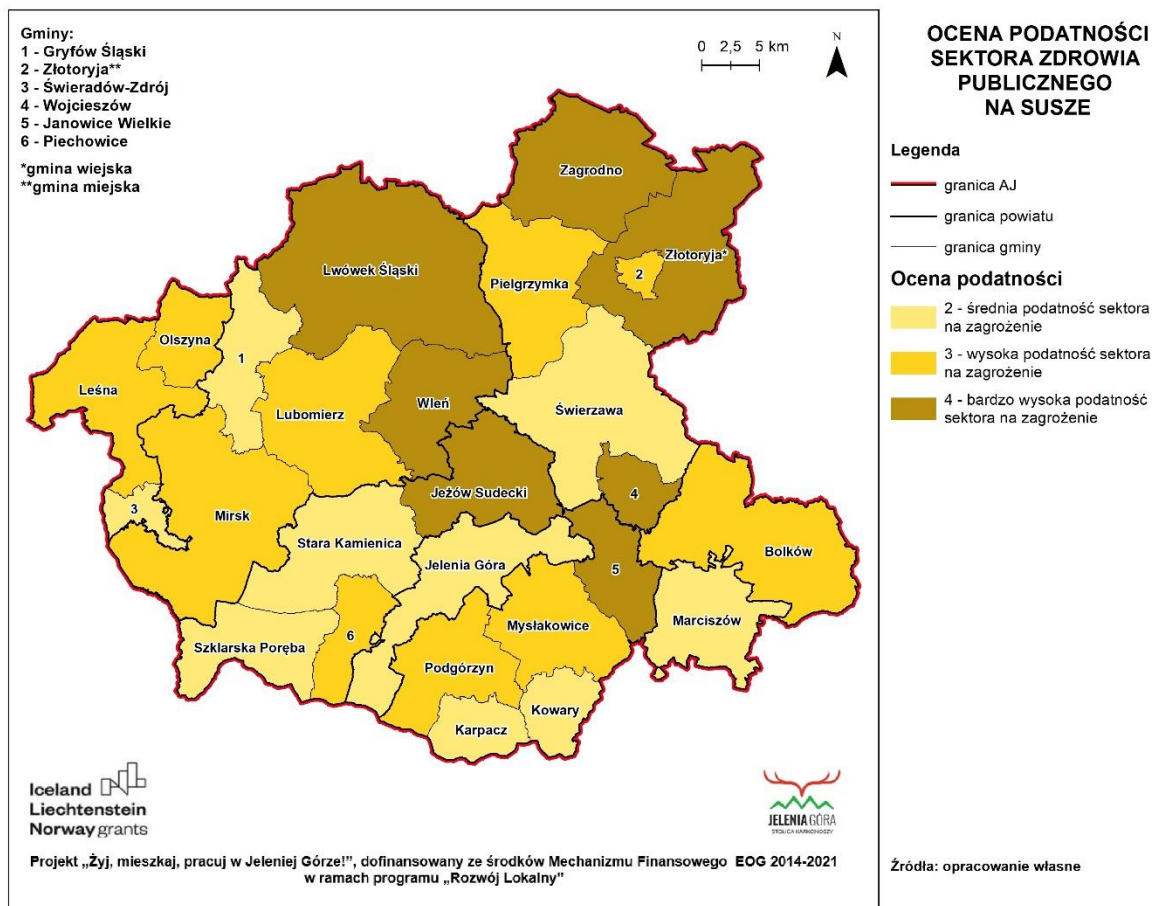 Gminy:
1 - Gryfów Śląski
2 - Złotoryja**
3 - Świeradów-Zdrój
4 - Wojcieszów
5 - Janowice Wielkie
6 - Piechowice
*gmina wiejska
**gmina miejska
0 2,5 5 km
N
Zagrodno
Złotoryja*
2
Lwówek Śląski
Pielgrzymka
Olszyna
1
Leśna
Lubomierz
Wleń
Świerzawa
Jeżów Sudecki
4
3
Mirsk
Stara Kamienica
Jelenia Góra
Bolków
5
Marciszów
Mysłakowice
6
Szklarska Poręba
Podgórzyn
Kowary
Karpacz
Iceland
Liechtenstein
Norway grants
JELENIA GÓRA
STOLICA KARKONOSZY
Projekt „Żyj, mieszkaj, pracuj w Jeleniej Górze!”, dofinansowany ze środków Mechanizmu Finansowego EOG 2014-2021
w ramach programu „Rozwój Lokalny”
OCENA PODATNOŚCI
SEKTORA ZDROWIA
PUBLICZNEGO
NA SUSZE
Legenda
granica AJ
granica powiatu
granica gminy
Ocena podatności
2 - średnia podatność sektora
na zagrożenie
3 - wysoka podatność sektora
na zagrożenie
4 - bardzo wysoka podatność
sektora na zagrożenie
Źródła: opracowanie własne